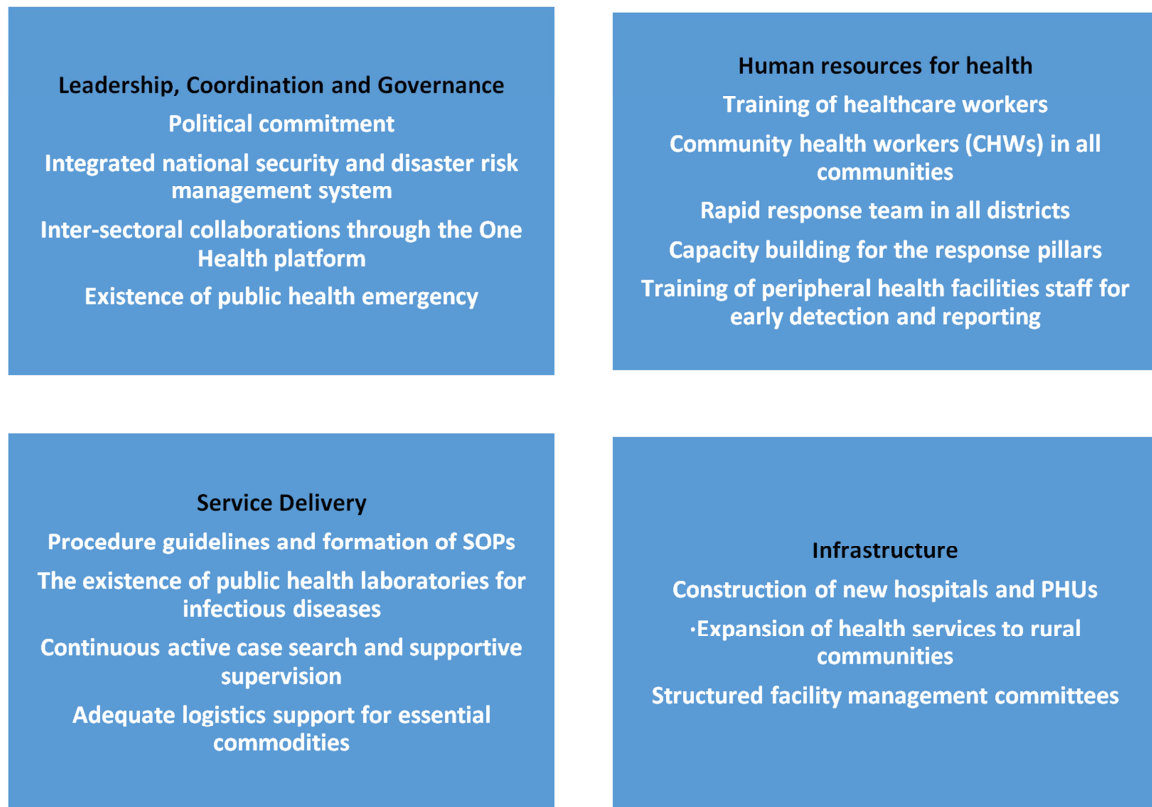 Leadership, Coordination and Governance
Political commitment
Integrated national security and disaster risk
management system
Inter-sectoral collaborations through the One
Health platform
Existence of public health emergency
Human resources for health
Training of healthcare workers
Community health workers (CHWs) in all
communities
Rapid response team in all districts
Capacity building for the response pillars
Training of peripheral health facilities staff for
early detection and reporting
Service Delivery
Procedure guidelines and formation of SOPs
The existence of public health laboratories for
infectious diseases
Continuous active case search and supportive
supervision
Adequate logistics support for essential
commodities
Infrastructure
Construction of new hospitals and PHUs
·Expansion of health services to rural
communities
Structured facility management committees